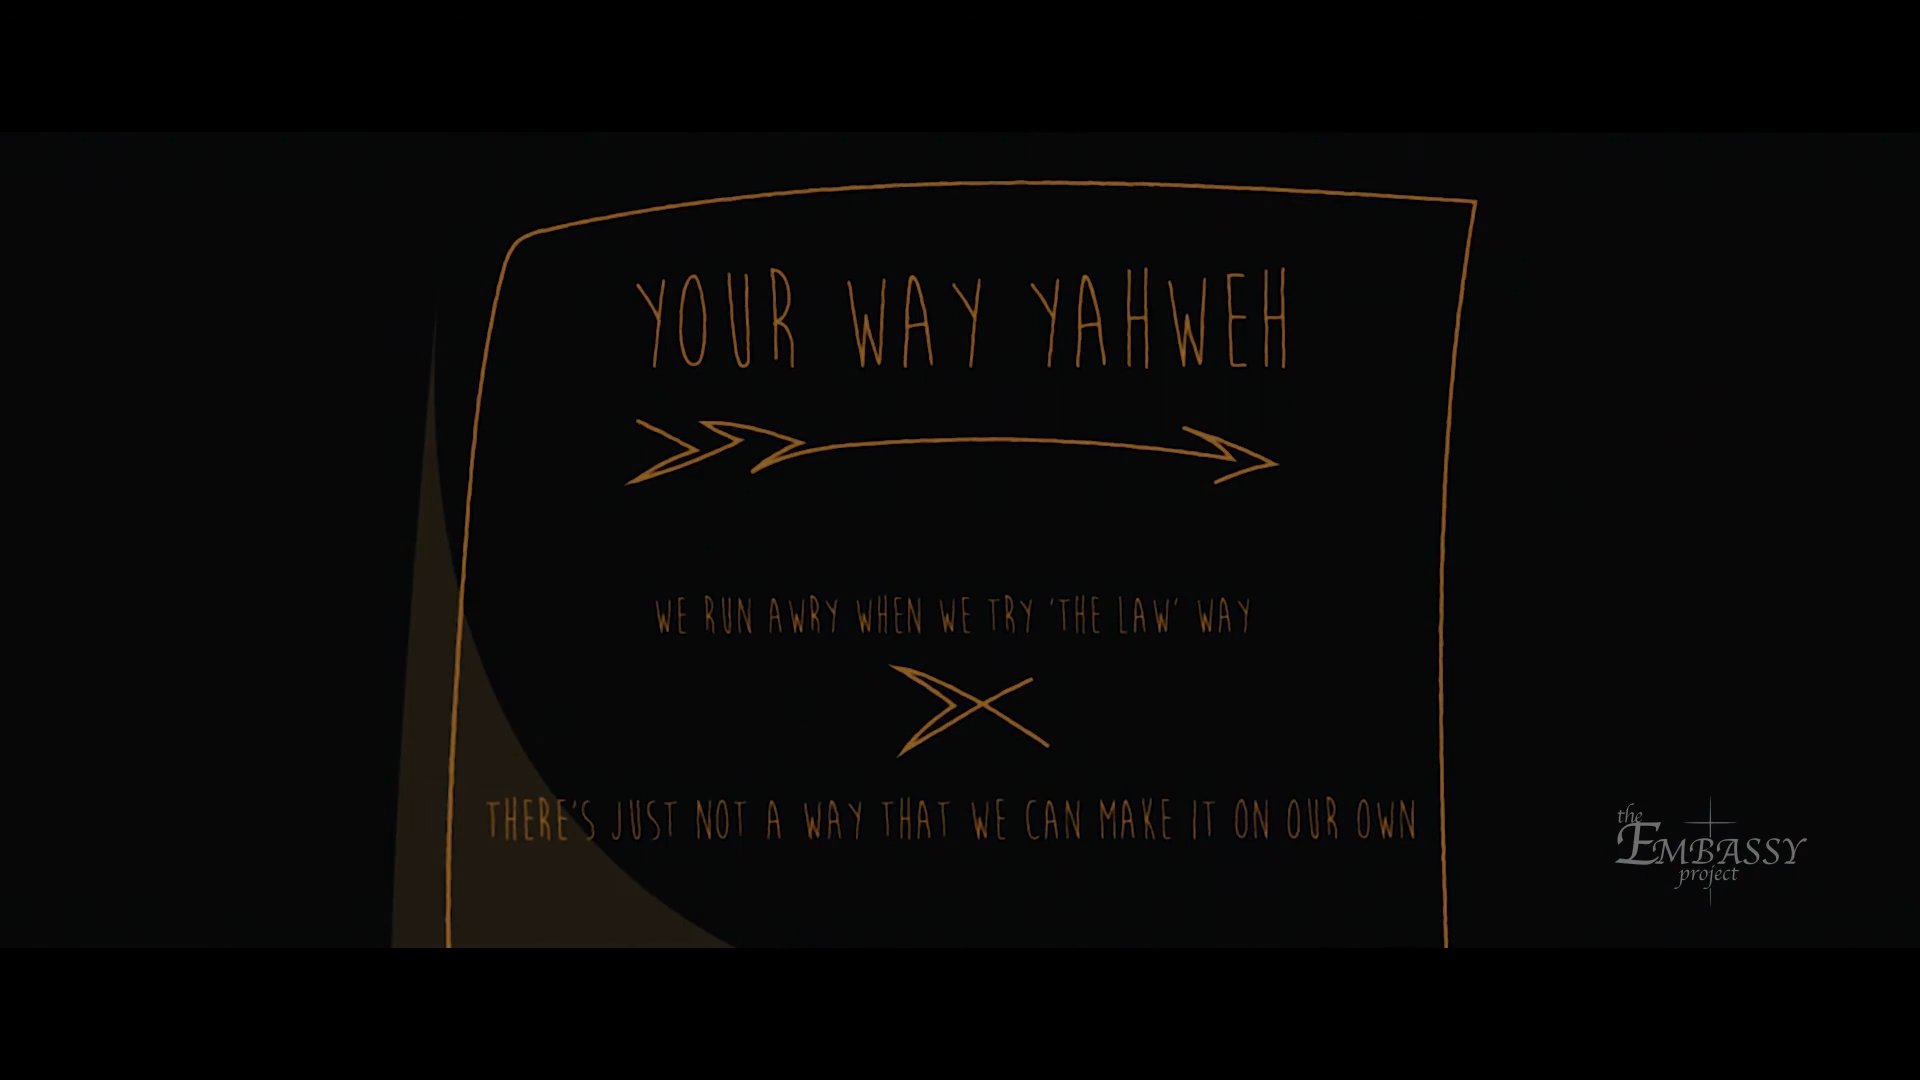 YOUR WAY YAHWEH
WE RUN AWRY WHEN WE TRY 'THE LAW' WAY
THERE'S JUST NOT A WAY THAT WE CAN MAKE IT ON OUR OWN
the
EMBASSY
project